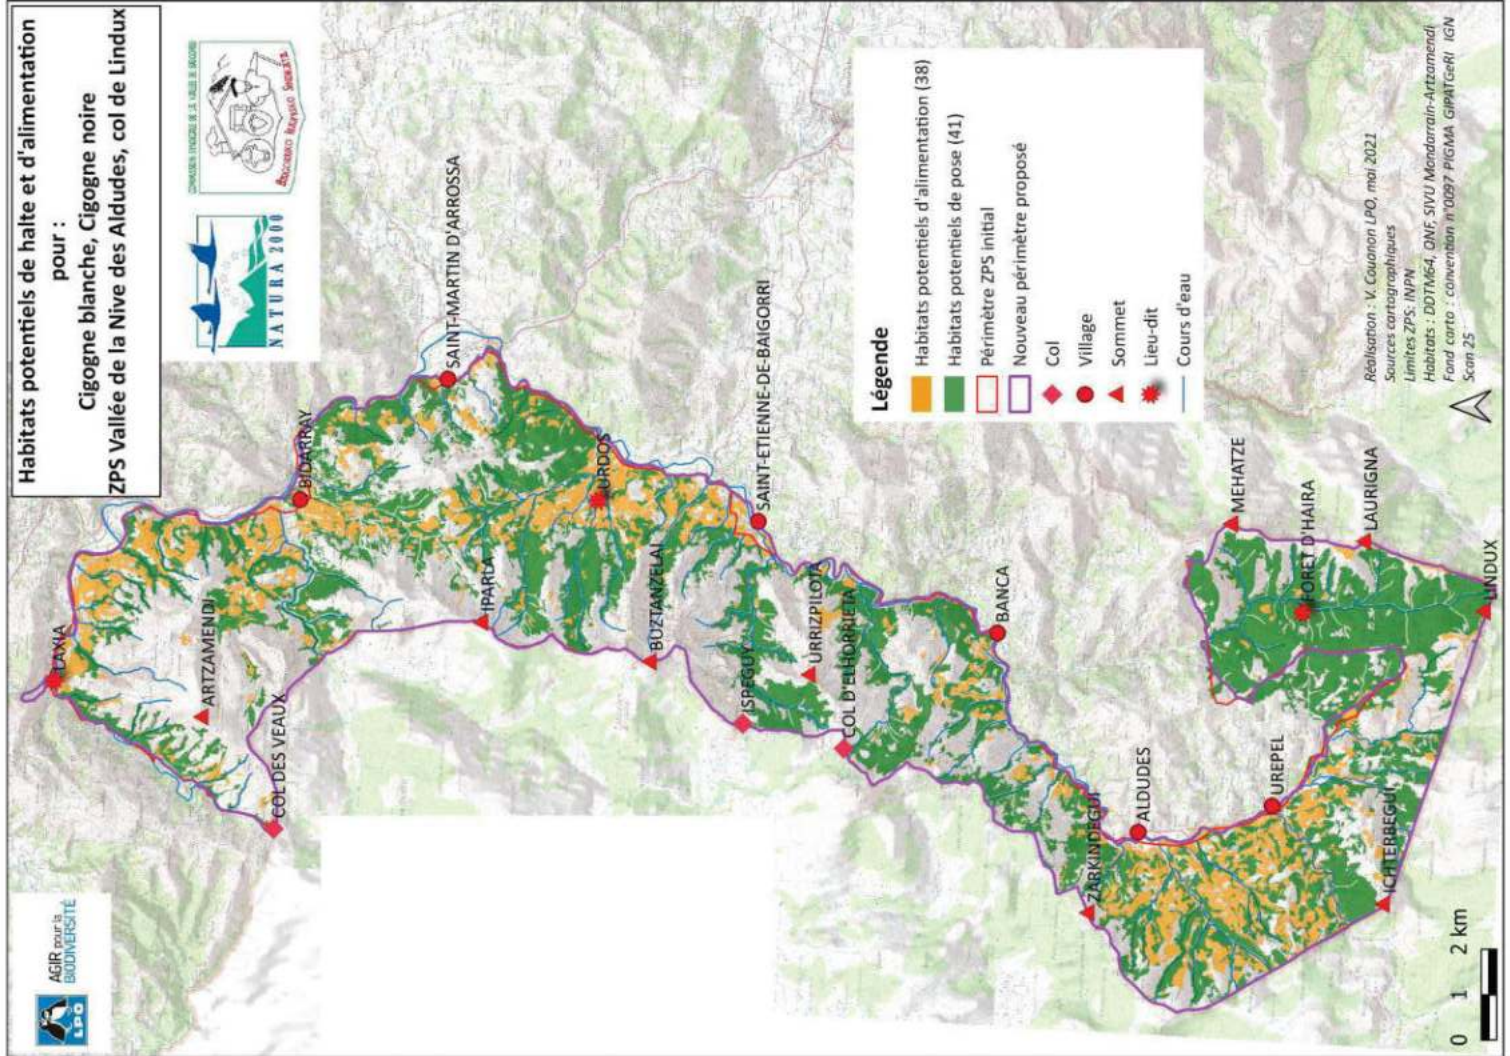 Habitats potentiels de halte et d'alimentation
pour :
Cigogne blanche, Cigogne noire
ZPS Vallée de la Nive des Aldudes, col de Lindux
AGIR pour la
BIODIVERSITÉ
LPO
NATURA 2000
LAXIA
ARTZAMENDI
COL DES VEAUX
BIDARRAY
SAINT-MARTIN D'ARROSSA
IPARLA
URDOS
BUZTANZELAI
SAINT-ETIENNE-DE-BAIGORRI
ISPEGUY
URRIZPILOTA
COL D'ELHORRIETA
BANCA
ZARKINDEGUI
ALDUDES
UREPEL
ICHTERBEGUI
MEHATZE
FORET D'HAIRA
LAURIGNA
LINDUX
Légende
Habitats potentiels d'alimentation (38)
Habitats potentiels de pose (41)
Périmètre ZPS initial
Nouveau périmètre proposé
Col
Village
Sommet
Lieu-dit
Cours d'eau
Réalisation : V. Couanon LPO, mai 2021
Sources cartographiques
Limites ZPS: INPN
Habitats : DDTM64, ONF, SIVU Mondarrain-Artzamendi
Fond carto : convention n°0097 PIGMA GIPATGeRI IGN
Scan 25
0 1 2 km